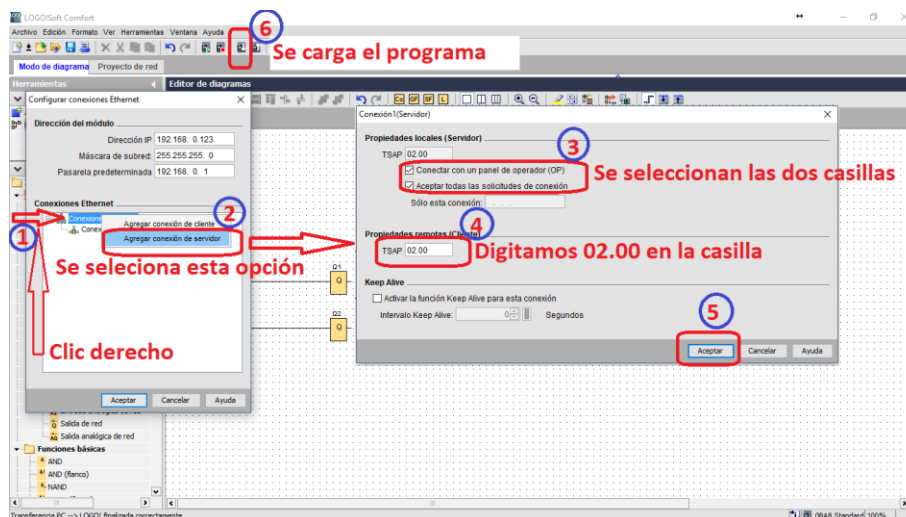 LOGO!Soft Comfort
Archivo Edición Formato Ver Herramientas Ventana Ayuda
6
Se carga el programa
Modo de diagrama Proyecto de red
Herramientas
Editor de diagramas
Configurar conexiones Ethernet
Dirección del módulo
Dirección IP 192.168. 0.123
Máscara de subred: 255.255.255. 0
Pasarela predeterminada 192.168. 0. 1
Conexiones Ethernet
1
Conexione
2
Agregar conexión de cliente
Conex
Agregar conexión de servidor
Se seleciona esta opción
Clic derecho
Aceptar Cancelar Ayuda
Conexión1(Servidor)
Propiedades locales (Servidor)
TSAP 02.00
3
Conectar con un panel de operador (OP)
Aceptar todas las solicitudes de conexión
Se seleccionan las dos casillas
Sólo esta conexión:
4
Propiedades remotas (Cliente)
TSAP 02.00
Digitamos 02.00 en la casilla
Keep Alive
Activar la función Keep Alive para esta conexión
Intervalo Keep Alive: 0 Segundos
5
Aceptar Cancelar Ayuda
Q1
Q
Q2
Q
Salida de red
Salida analógica de red
Funciones básicas
AND
AND (flanco)
NAND
Transferencia PC --> LOGO! finalizada correctamente
0BA8 Standard 100%